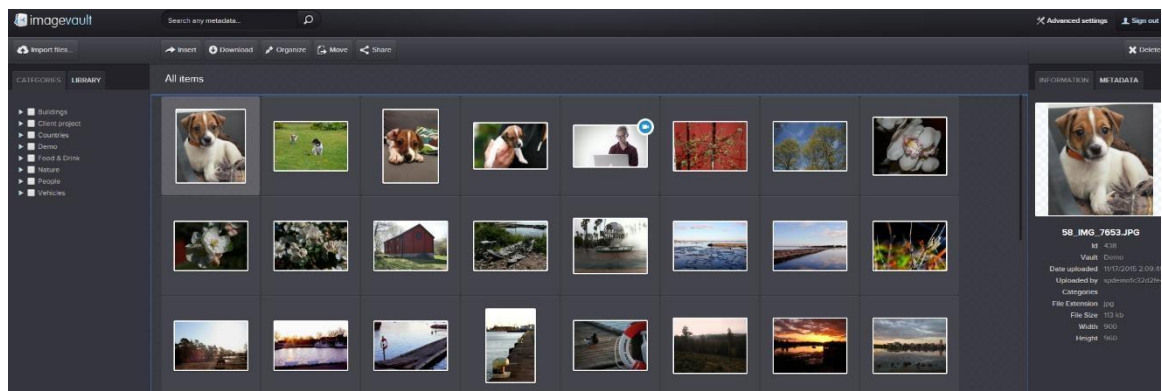 imagevault
Search any metadata...
Advanced settings
Sign out
Import files...
Insert
Download
Organize
Move
Share
Delete
CATEGORIES
LIBRARY
All items
INFORMATION
METADATA
Buildings
Client project
Countries
Demo
Food & Drink
Nature
People
Vehicles
58_IMG_7653.JPG
Id 438
Vault Demo
Date uploaded 11/17/2015 2:09:4
Uploaded by
Categories
File Extension jpg
File Size 113 kb
Width 900
Height 960